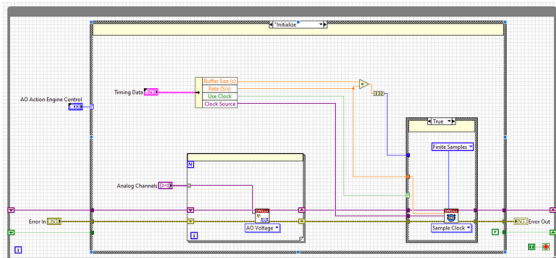 "Initialize"
Buffer Size (s)
Timing Data
Rate (S/s)
Use Clock
Clock Source
AO Action Engine Control
True
Finite Samples
N
Analog Channels
Error In
AO Voltage
Sample Clock
Error Out
i
i
F